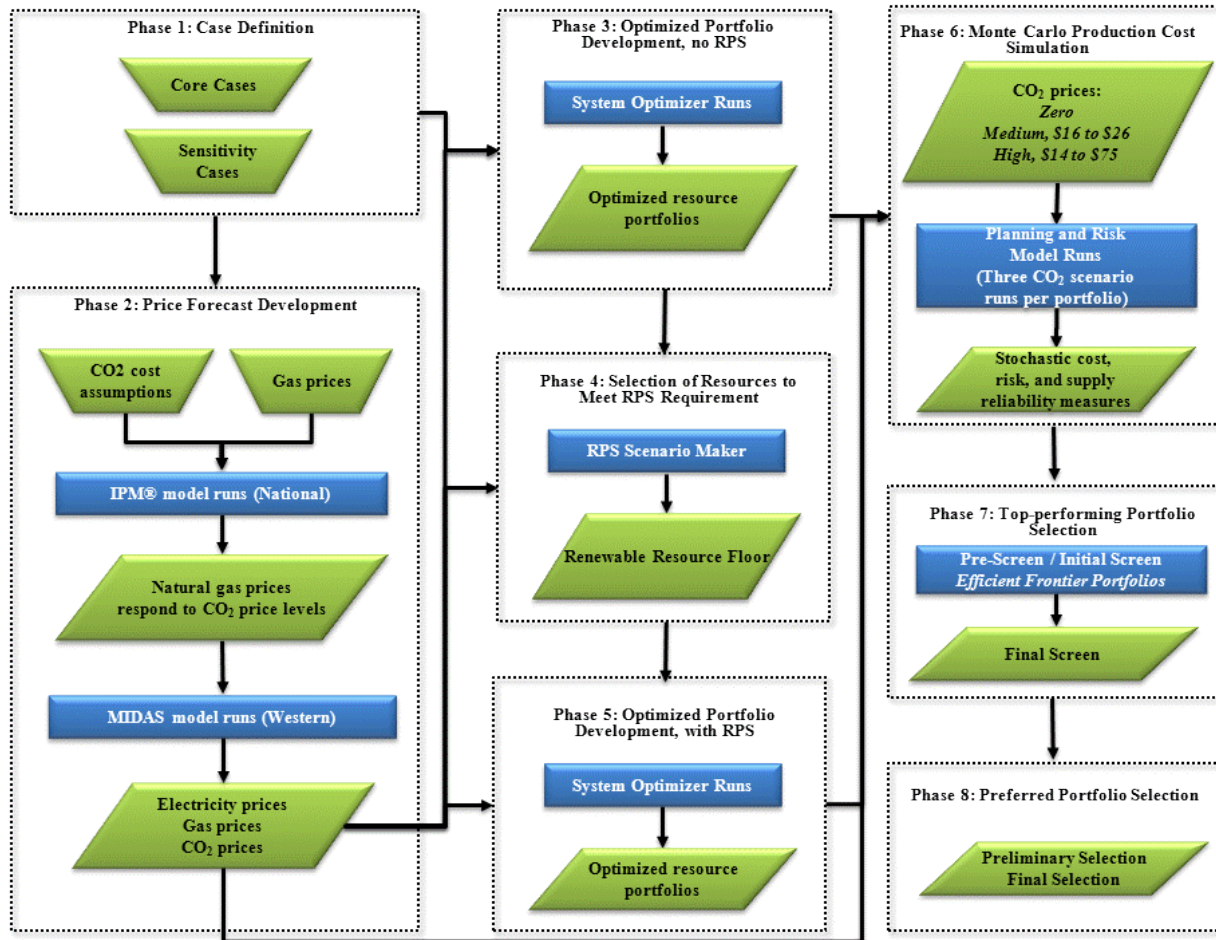 Phase 1: Case Definition
Core Cases
Sensitivity
Cases
Phase 2: Price Forecast Development
CO2 cost
assumptions
Gas prices
IPM® model runs (National)
Natural gas prices
respond to CO₂ price levels
MIDAS model runs (Western)
Electricity prices
Gas prices
CO₂ prices
Phase 3: Optimized Portfolio
Development, no RPS
System Optimizer Runs
Optimized resource
portfolios
Phase 4: Selection of Resources to
Meet RPS Requirement
RPS Scenario Maker
Renewable Resource Floor
Phase 5: Optimized Portfolio
Development, with RPS
System Optimizer Runs
Optimized resource
portfolios
Phase 6: Monte Carlo Production Cost
Simulation
CO₂ prices:
Zero
Medium, $16 to $26
High, $14 to $75
Planning and Risk
Model Runs
(Three CO₂ scenario
runs per portfolio)
Stochastic cost,
risk, and supply
reliability measures
Phase 7: Top-performing Portfolio
Selection
Pre-Screen / Initial Screen
Efficient Frontier Portfolios
Final Screen
Phase 8: Preferred Portfolio Selection
Preliminary Selection
Final Selection